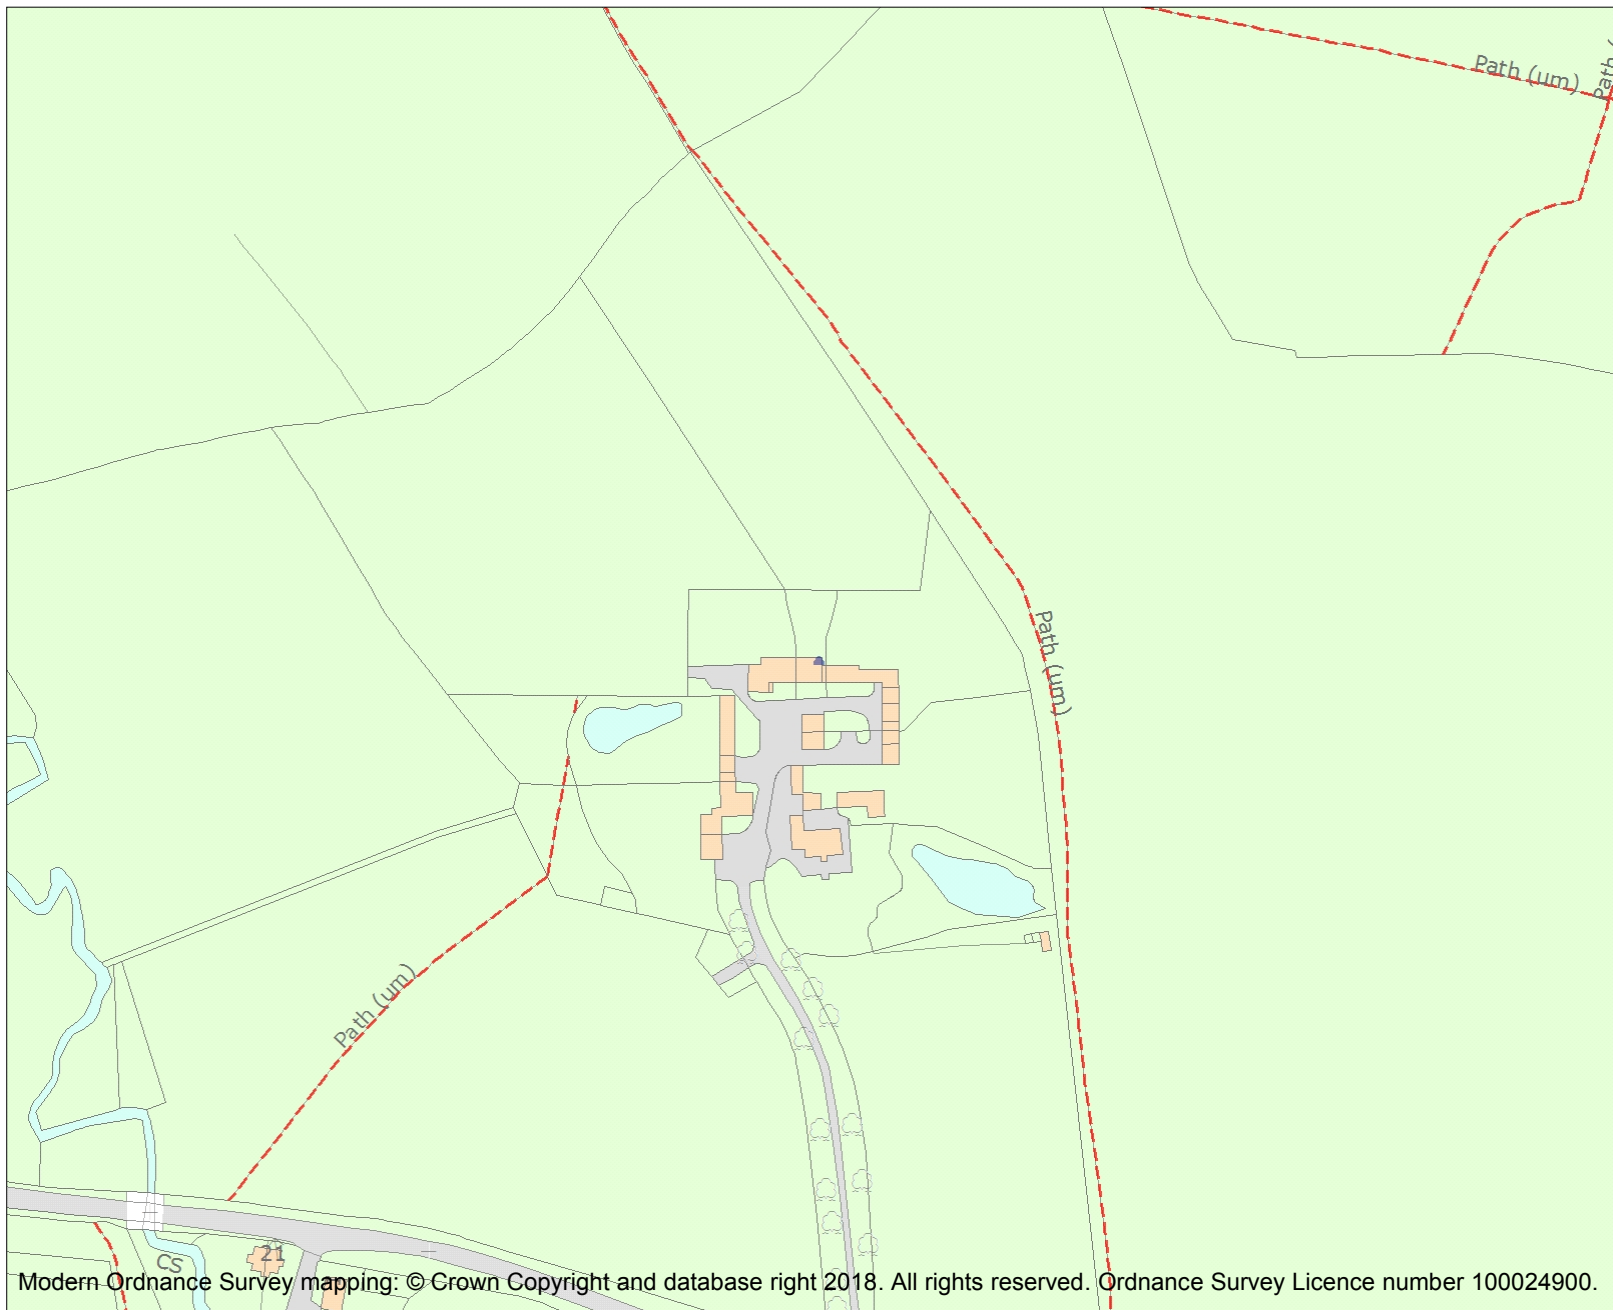 Path (um)
Path (
Path (um)
Path (um)
21
CS
Modern Ordnance Survey mapping: © Crown Copyright and database right 2018. All rights reserved. Ordnance Survey Licence number 100024900.